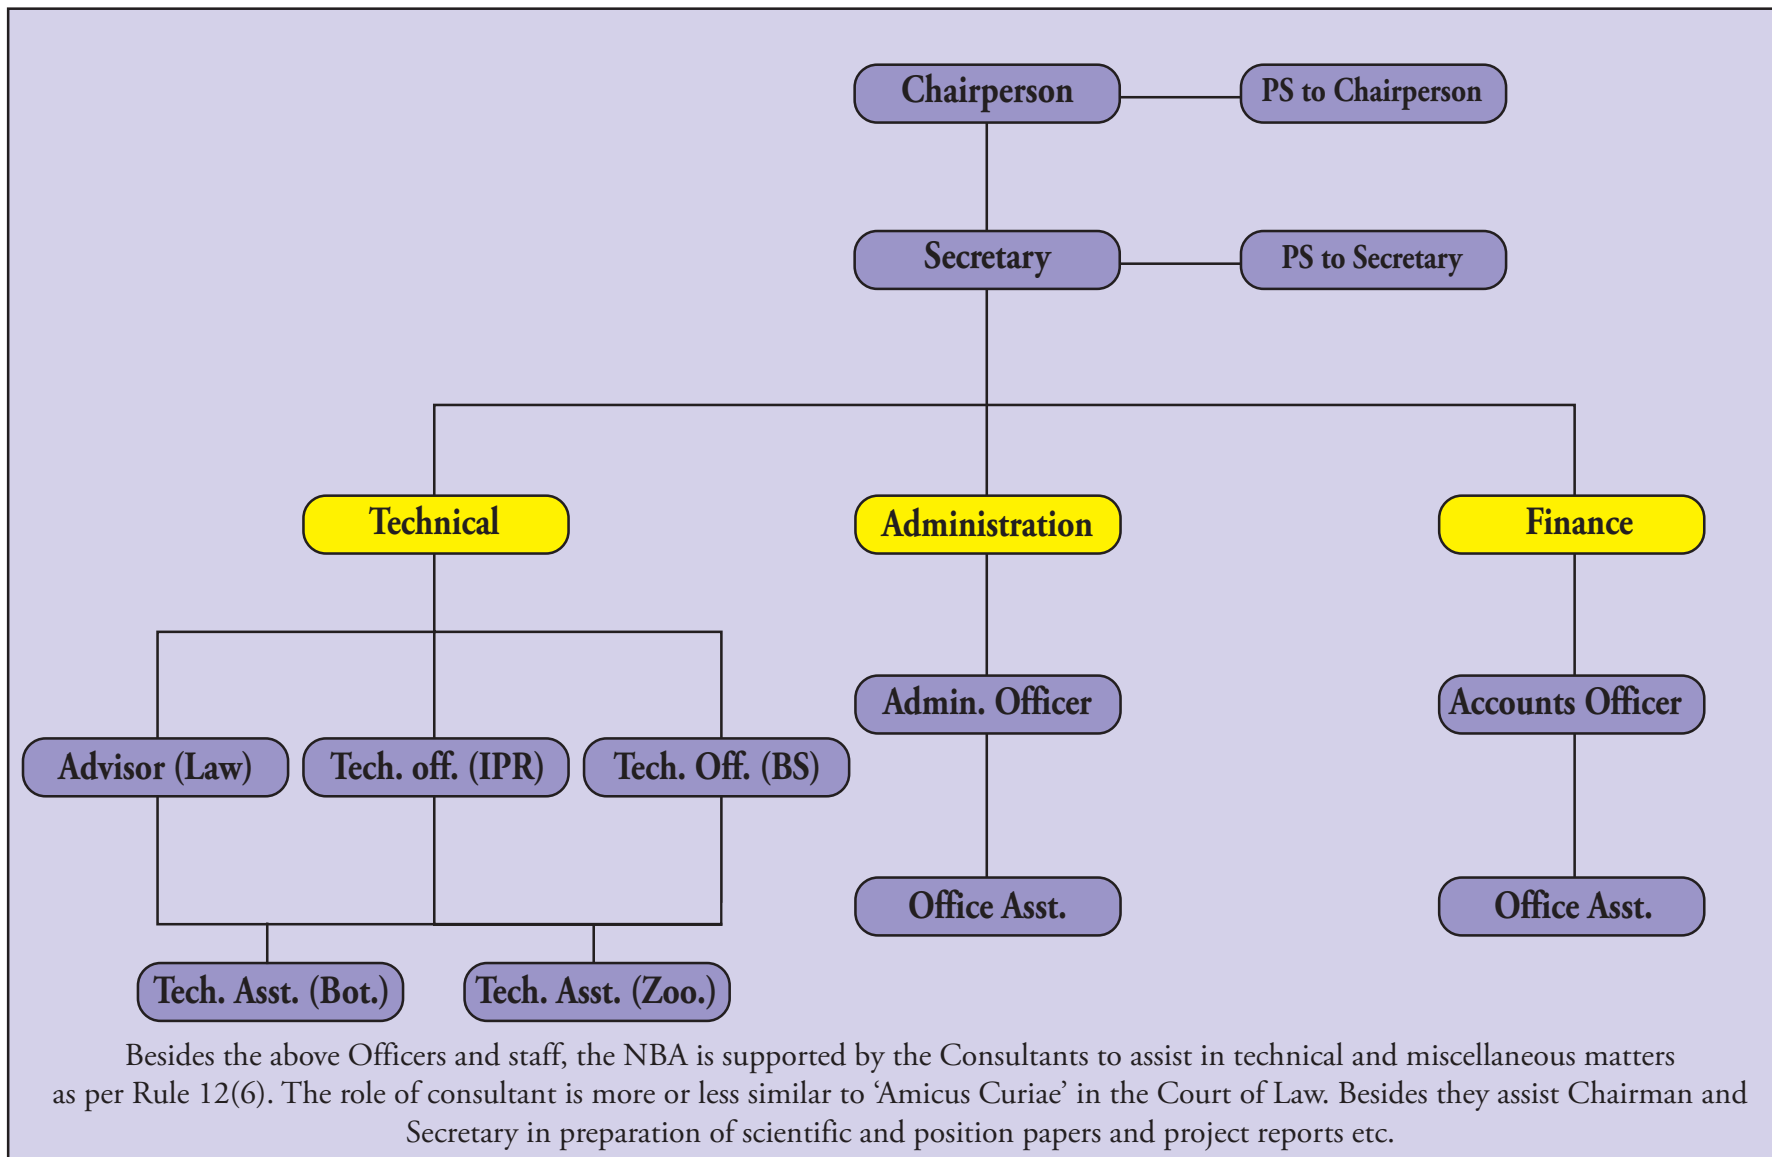 Chairperson
PS to Chairperson
Secretary
PS to Secretary
Technical
Administration
Finance
Admin. Officer
Accounts Officer
Advisor (Law)
Tech. off. (IPR)
Tech. Off. (BS)
Office Asst.
Office Asst.
Tech. Asst. (Bot.)
Tech. Asst. (Zoo.)
Besides the above Officers and staff, the NBA is supported by the Consultants to assist in technical and miscellaneous matters
as per Rule 12(6). The role of consultant is more or less similar to ‘Amicus Curiae’ in the Court of Law. Besides they assist Chairman and
Secretary in preparation of scientific and position papers and project reports etc.